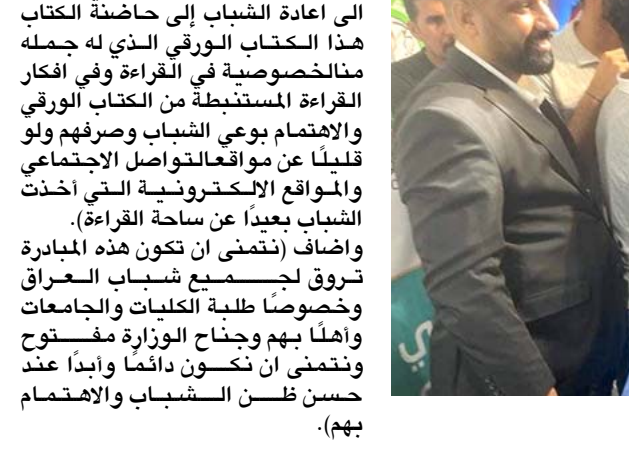 الى اعادة الشباب إلى حاضنة الكتاب
هذا الكتاب الورقي الذي له جمله
منالخصوصية في القراءة وفي افكار
القراءة المستنبطة من الكتاب الورقي
والاهتمام بوعي الشباب وصرفهم ولو
قليلًا عن مواقعالتواصل الاجتماعي
والمواقع الالكترونية التي أخذت
الشباب بعيدًا عن ساحة القراءة).
واضاف (نتمنى ان تكون هذه المبادرة
تروق لجميع شباب العراق
وخصوصًا طلبة الكليات والجامعات
وأهلًا بهم وجناح الوزارة مفتوح
ونتمنى ان نكون دائمًا وأبدًا عند
حسن ظن الشباب والاهتمام
بهم).